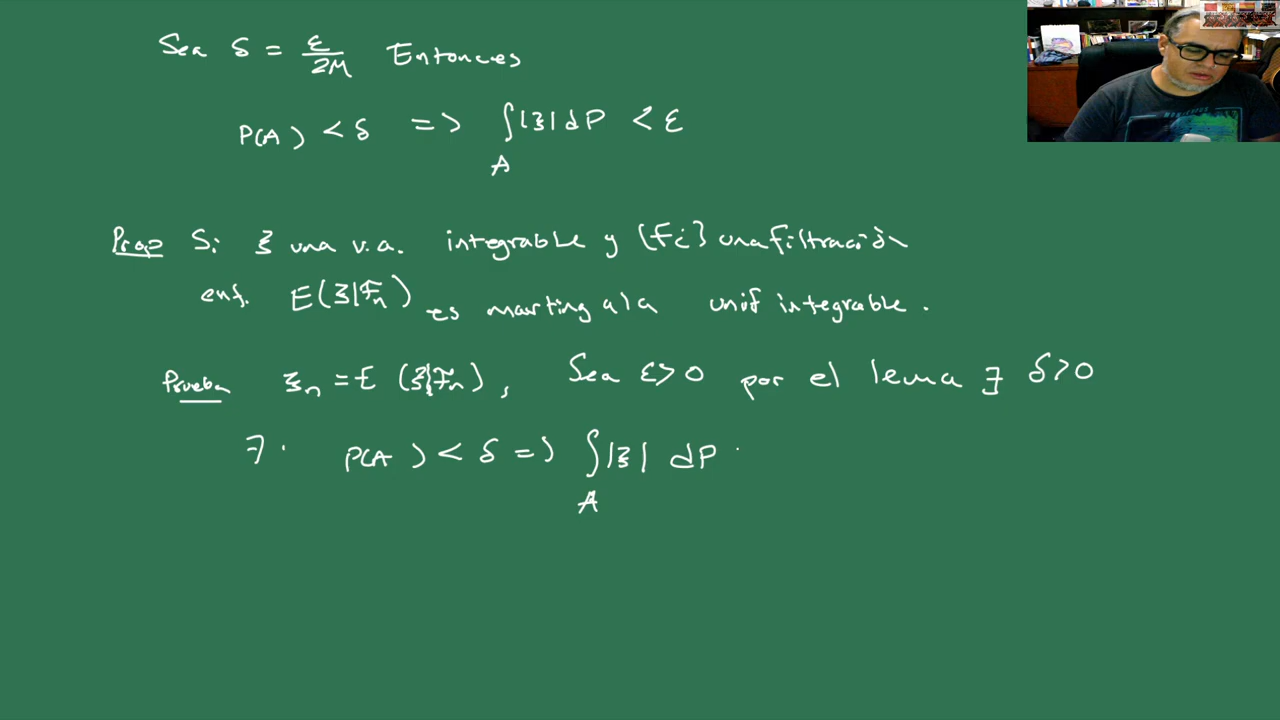 Sea δ = ε/2M Entonces
P(A) < δ => ∫_A |ξ| dP < ε
Prop Si ξ una v.a. integrable y {Fi} una filtración
ent. E(ξ|Fn) es martingala unif integrable.
Prueba ξn = E(ξ|Fn), Sea ε>0 por el lema ∃ δ>0
∋. P(A) < δ => ∫_A |ξ| dP